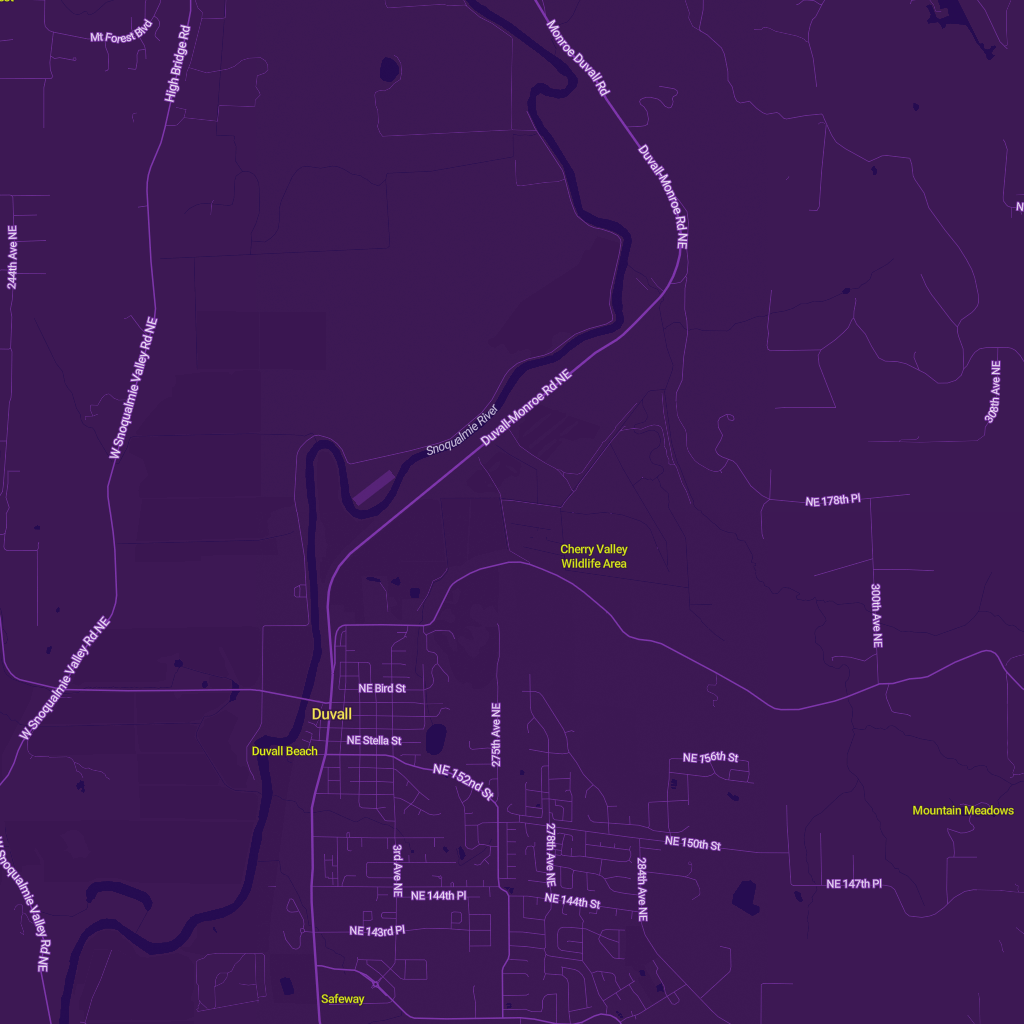 Mt Forest Blvd
High Bridge Rd
Monroe Duvall Rd
Duvall-Monroe Rd NE
N
244th Ave NE
W Snoqualmie Valley Rd NE
308th Ave NE
Duvall-Monroe Rd NE
Snoqualmie River
NE 178th Pl
Cherry Valley
Wildlife Area
300th Ave NE
W Snoqualmie Valley Rd NE
NE Bird St
Duvall
275th Ave NE
NE Stella St
Duvall Beach
NE 152nd St
NE 156th St
Mountain Meadows
NE 150th St
278th Ave NE
3rd Ave NE
284th Ave NE
NE 147th Pl
NE 144th Pl
NE 144th St
W Snoqualmie Valley Rd NE
NE 143rd Pl
Safeway